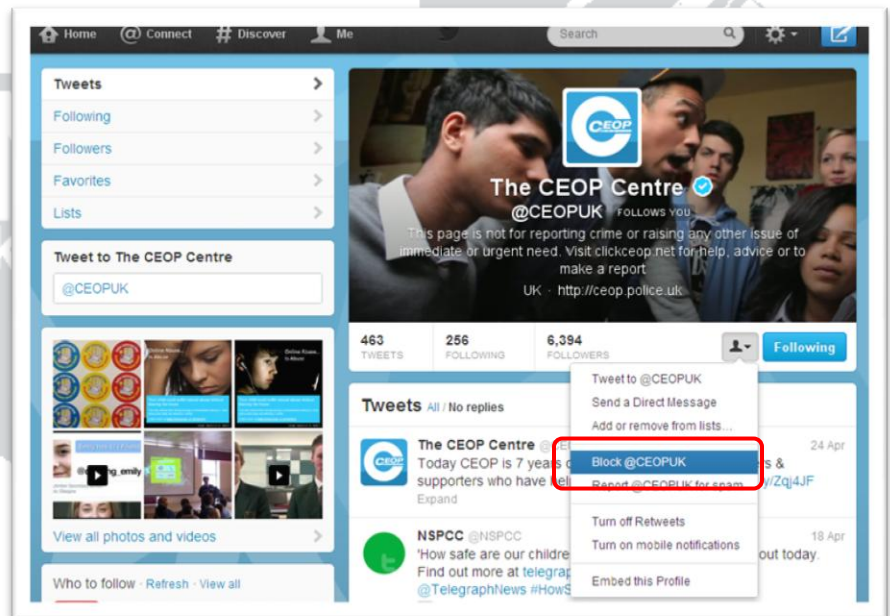 Home @ Connect # Discover Me Search
Tweets
Following
Followers
Favorites
Lists
Tweet to The CEOP Centre
@CEOPUK
View all photos and videos
Who to follow · Refresh · View all
CEOP
The CEOP Centre
@CEOPUK FOLLOWS YOU
This page is not for reporting crime or raising any other issue of
immediate or urgent need. Visit clickceop.net for help, advice or to
make a report
UK · http://ceop.police.uk
463 TWEETS
256 FOLLOWING
6,394 FOLLOWERS
Following
Tweet to @CEOPUK
Send a Direct Message
Add or remove from lists...
Block @CEOPUK
Report @CEOPUK for spam
Turn off Retweets
Turn on mobile notifications
Embed this Profile
Tweets All / No replies
CEOP
The CEOP Centre 24 Apr
Today CEOP is 7 years &
supporters who have y/Zqj4JF
Expand
NSPCC @NSPCC 18 Apr
'How safe are our out today.
Find out more at
@TelegraphNews